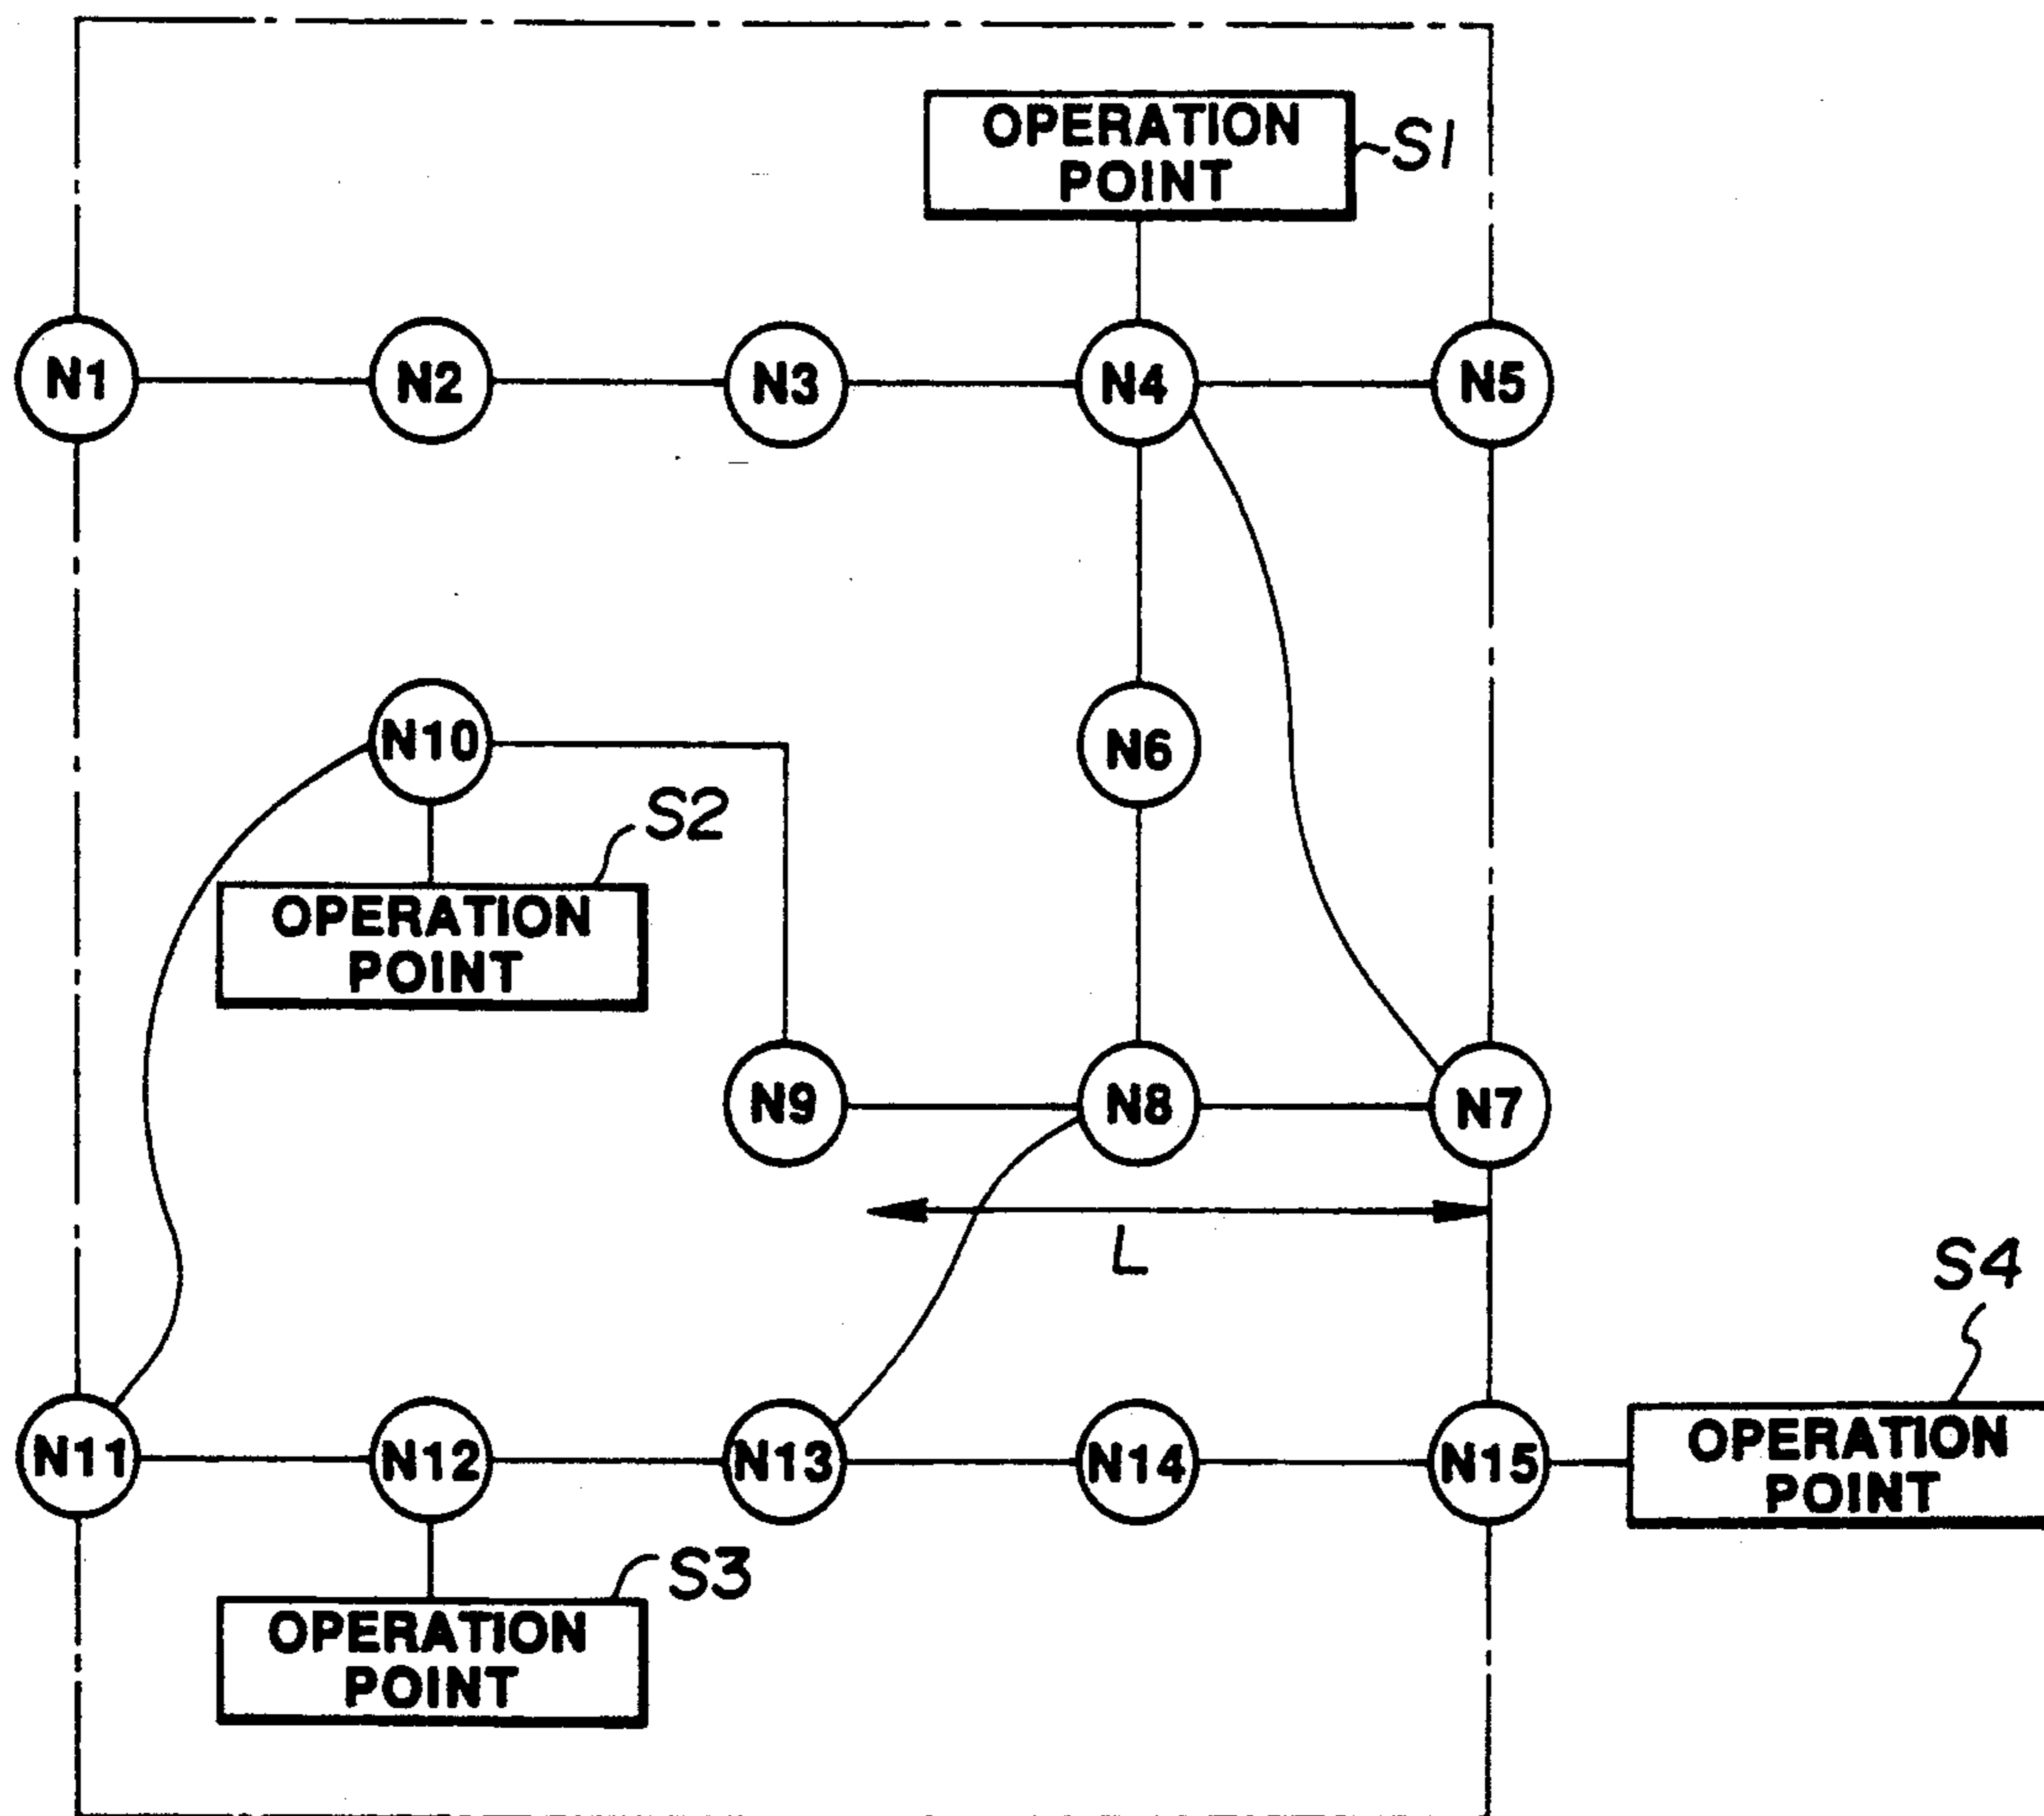 OPERATION
POINT
S1
N1
N2
N3
N4
N5
N10
N6
S2
OPERATION
POINT
N9
N8
N7
L
S4
N11
N12
N13
N14
N15
OPERATION
POINT
S3
OPERATION
POINT